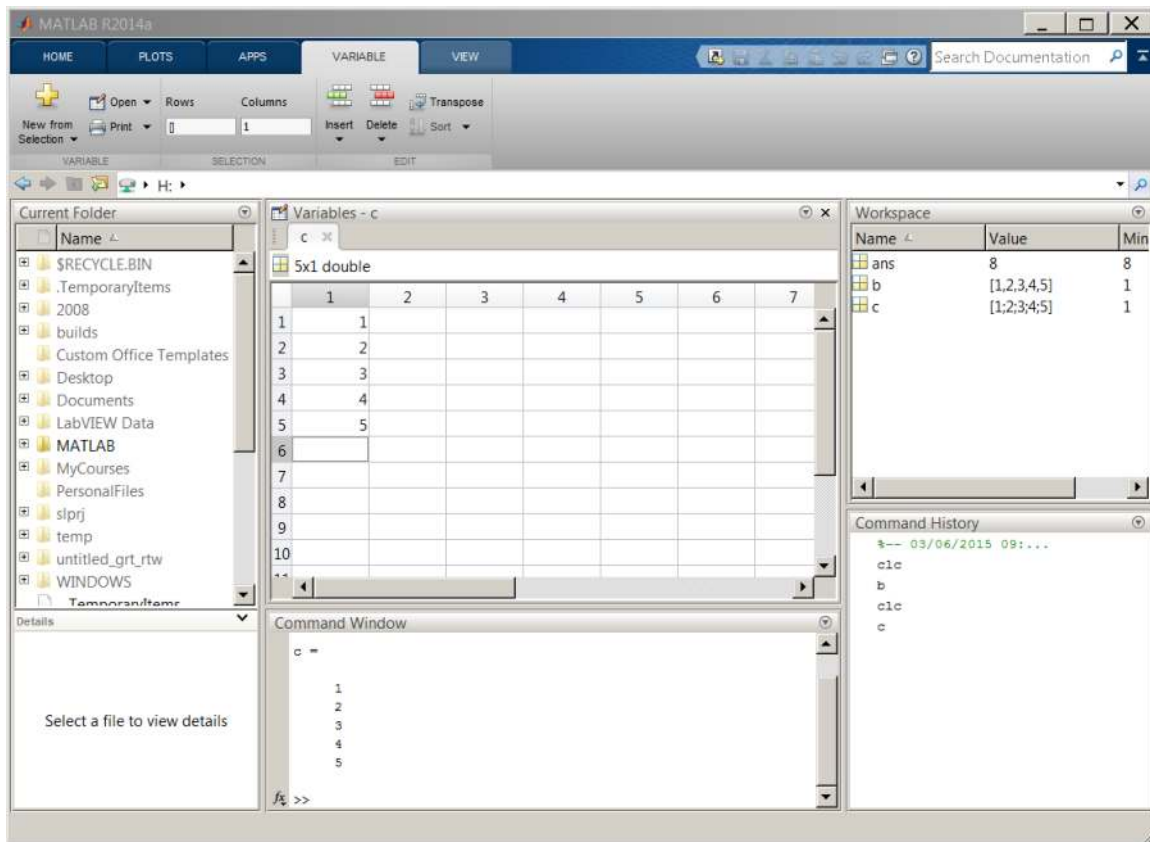 MATLAB R2014a
HOME PLOTS APPS VARIABLE VIEW Search Documentation
New from Selection Open Print Rows [] Columns 1 Insert Delete Transpose Sort
VARIABLE SELECTION EDIT
H:
Current Folder
Name
$RECYCLE.BIN
.TemporaryItems
2008
builds
Custom Office Templates
Desktop
Documents
LabVIEW Data
MATLAB
MyCourses
PersonalFiles
slprj
temp
untitled_grt_rtw
WINDOWS
Details
Select a file to view details
Variables - c
c
5x1 double
1 2 3 4 5 6 7
1 1
2 2
3 3
4 4
5 5
6
7
8
9
10
Command Window
c =
1
2
3
4
5
fx >>
Workspace
Name Value Min
ans 8 8
b [1,2,3,4,5] 1
c [1;2;3;4;5] 1
Command History
%-- 03/06/2015 09:...
clc
b
clc
c